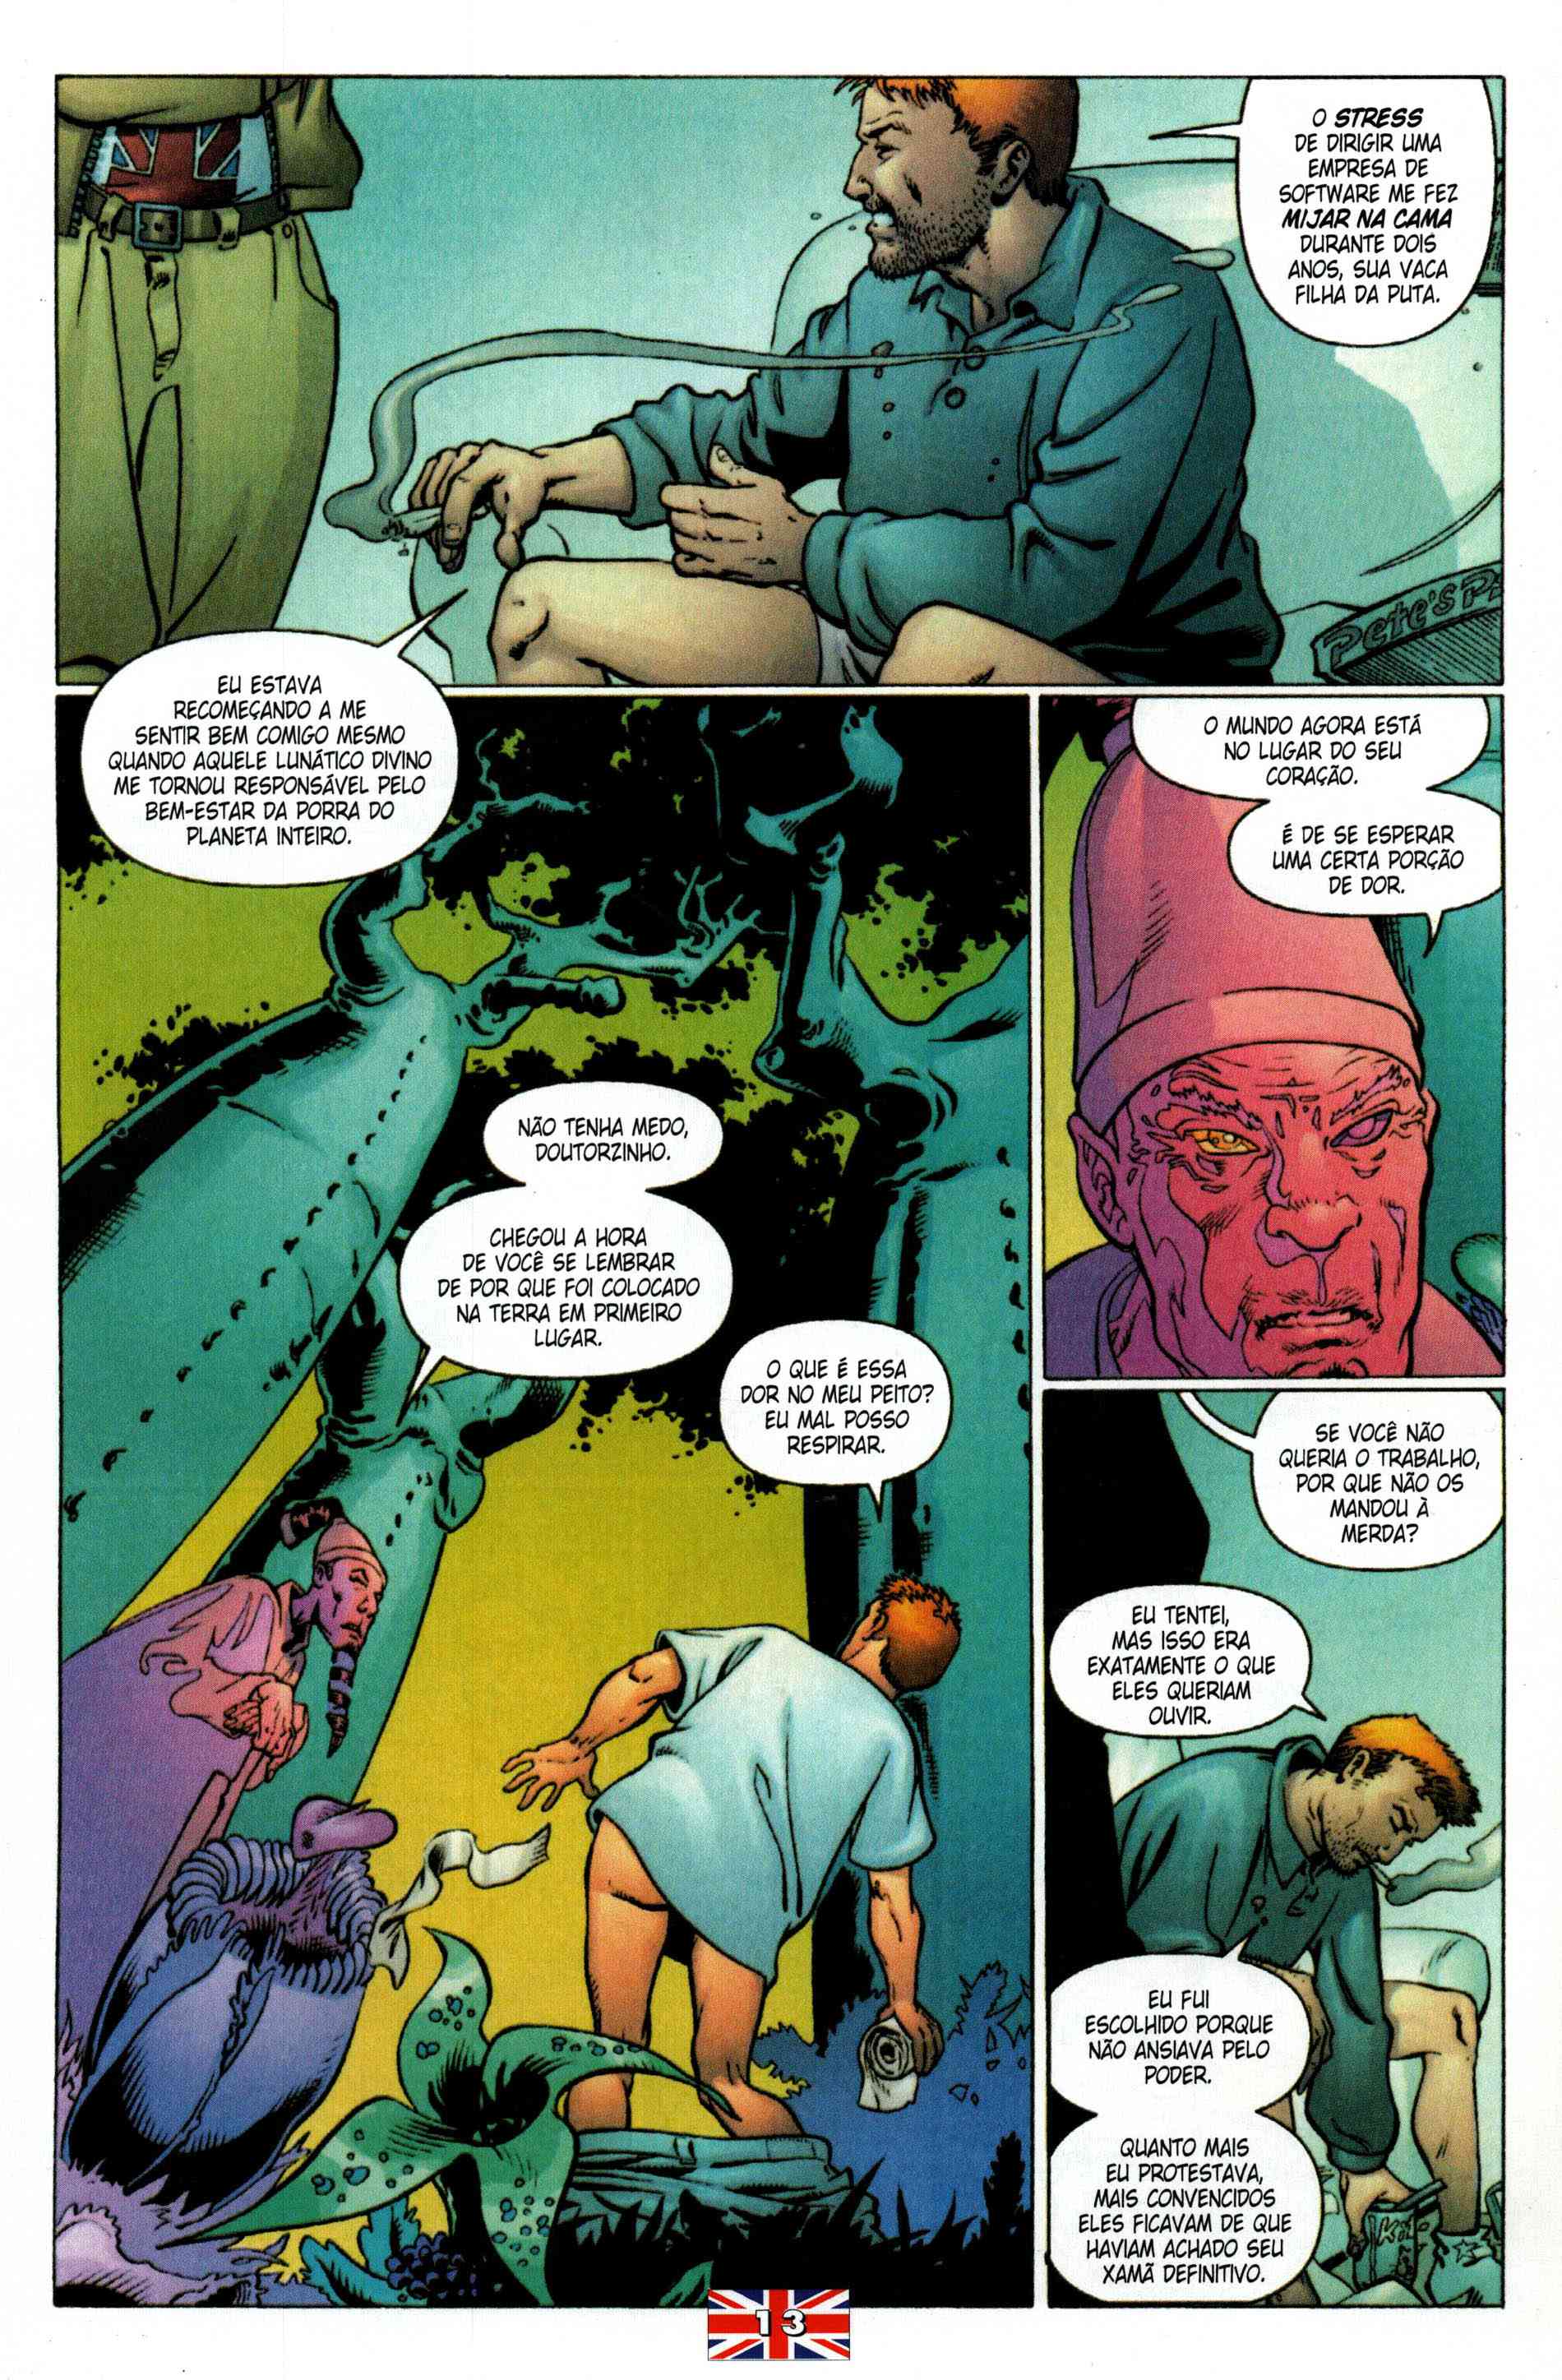 O STRESS
DE DIRIGIR UMA
EMPRESA DE
SOFTWARE ME FEZ
MIJAR NA CAMA
DURANTE DOIS
ANOS, SUA VACA
FILHA DA PUTA.
Pete's
EU ESTAVA
RECOMEÇANDO A ME
SENTIR BEM COMIGO MESMO
QUANDO AQUELE LUNÁTICO DIVINO
ME TORNOU RESPONSÁVEL PELO
BEM-ESTAR DA PORRA DO
PLANETA INTEIRO.
NÃO TENHA MEDO,
DOUTORZINHO.
CHEGOU A HORA
DE VOCÊ SE LEMBRAR
DE POR QUE FOI COLOCADO
NA TERRA EM PRIMEIRO
LUGAR.
O QUE É ESSA
DOR NO MEU PEITO?
EU MAL POSSO
RESPIRAR.
O MUNDO AGORA ESTÁ
NO LUGAR DO SEU
CORAÇÃO.
É DE SE ESPERAR
UMA CERTA PORÇÃO
DE DOR.
SE VOCÊ NÃO
QUERIA O TRABALHO,
POR QUE NÃO OS
MANDOU À
MERDA?
EU TENTEI,
MAS ISSO ERA
EXATAMENTE O QUE
ELES QUERIAM
OUVIR.
EU FUI
ESCOLHIDO PORQUE
NÃO ANSIAVA PELO
PODER.
QUANTO MAIS
EU PROTESTAVA,
MAIS CONVENCIDOS
ELES FICAVAM DE QUE
HAVIAM ACHADO SEU
XAMÃ DEFINITIVO.
13